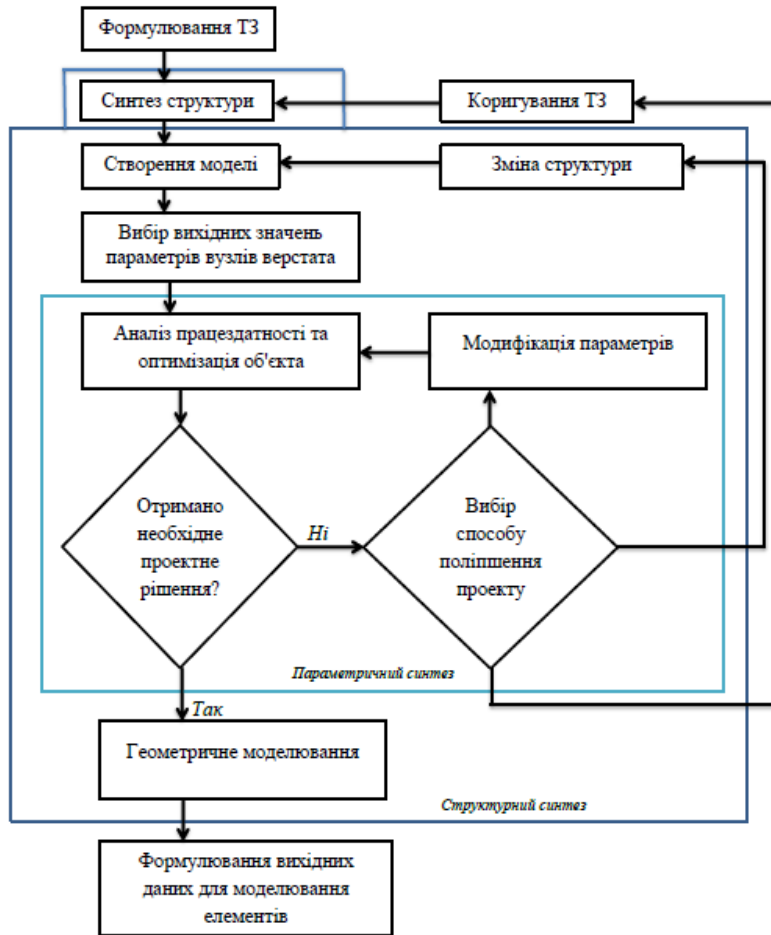 Формулювання ТЗ
Синтез структури
Коригування ТЗ
Створення моделі
Зміна структури
Вибір вихідних значень
параметрів вузлів верстата
Аналіз працездатності та
оптимізація об'єкта
Модифікація параметрів
Отримано
необхідне
проектне
рішення?
Ні
Вибір
способу
поліпшення
проекту
Параметричний синтез
Так
Геометричне моделювання
Структурний синтез
Формулювання вихідних
даних для моделювання
елементів